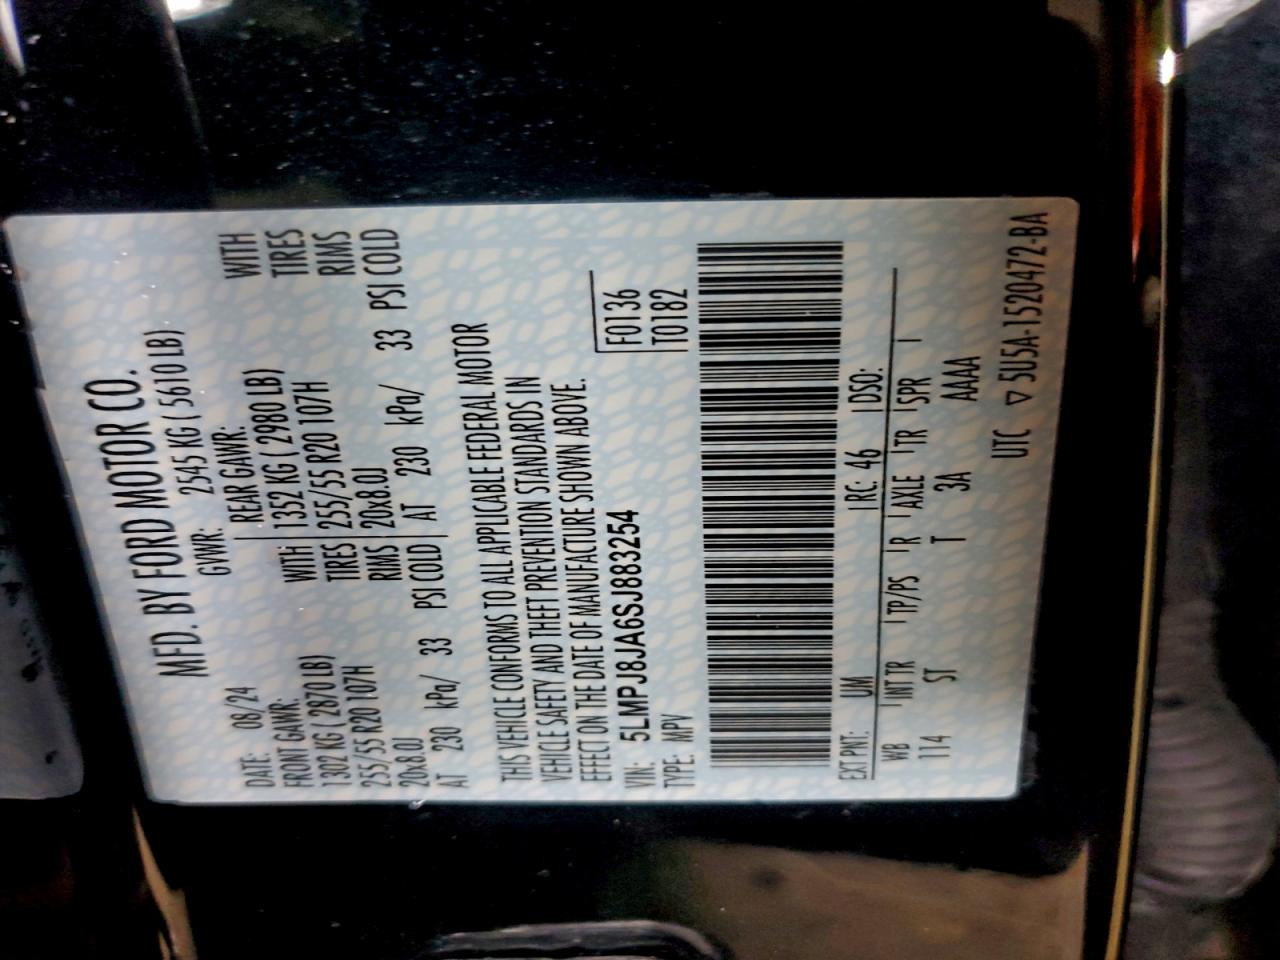 MFD. BY FORD MOTOR CO.
DATE: 08/24 GVWR: 2545 KG ( 5610 LB)
FRONT GAWR: REAR GAWR:
1302 KG ( 2870 LB) WITH 1352 KG ( 2980 LB) WITH
255/55 R20 107H TIRES 255/55 R20 107H TIRES
20x8.0J RIMS 20x8.0J RIMS
AT 230 kPa/ 33 PSI COLD AT 230 kPa/ 33 PSI COLD
THIS VEHICLE CONFORMS TO ALL APPLICABLE FEDERAL MOTOR
VEHICLE SAFETY AND THEFT PREVENTION STANDARDS IN
EFFECT ON THE DATE OF MANUFACTURE SHOWN ABOVE.
VIN: 5LMPJ8JA6SJ883254 F0136
TYPE: MPV T0182
EXT PNT: UM RC: 46 DSO:
WB INT TR TP/PS R AXLE TR SPR
114 ST T 3A AAAA
UTC ▽ 5U5A-1520472-BA